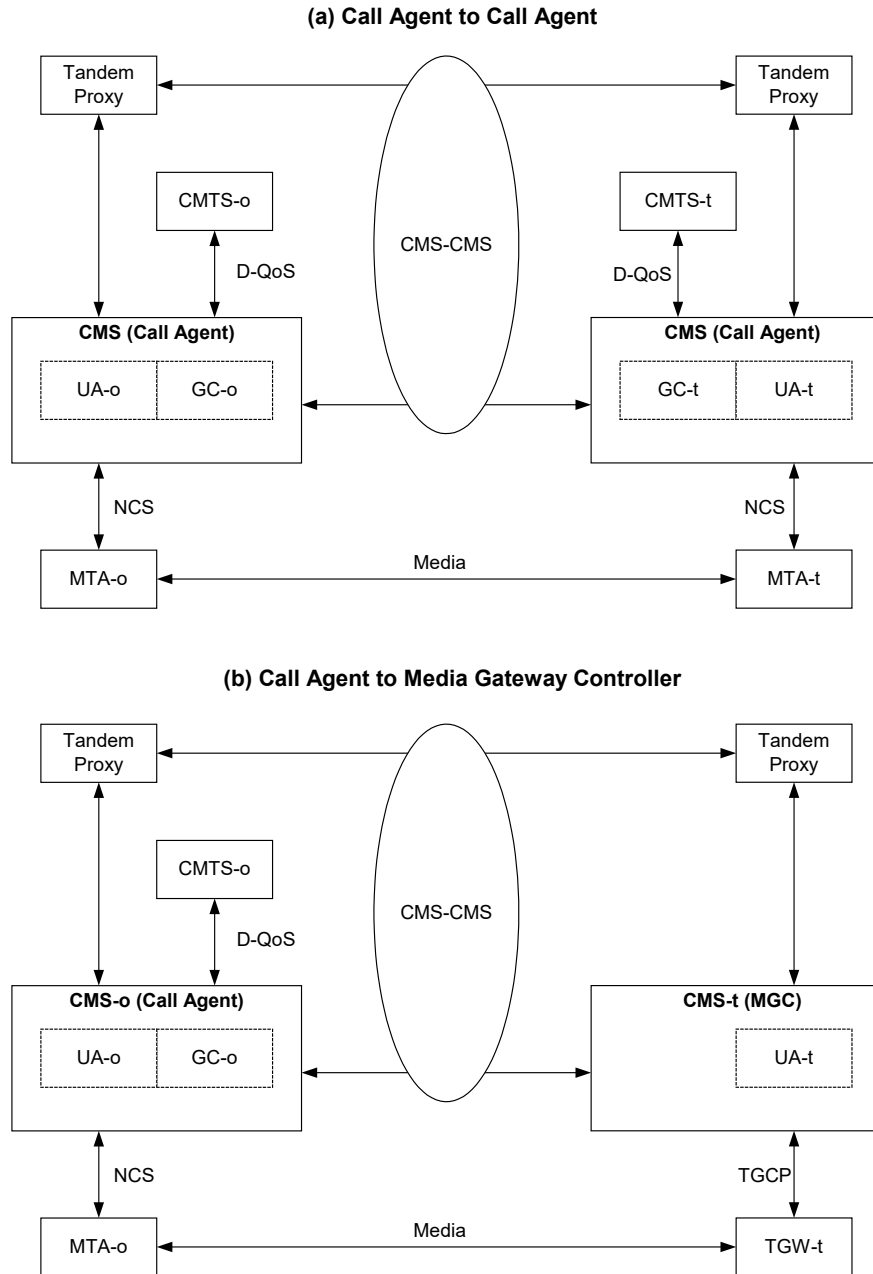 (a) Call Agent to Call Agent
Tandem
Proxy
Tandem
Proxy
CMTS-o
CMTS-t
CMS-CMS
D-QoS
D-QoS
CMS (Call Agent)
CMS (Call Agent)
UA-o
GC-o
GC-t
UA-t
NCS
NCS
Media
MTA-o
MTA-t
(b) Call Agent to Media Gateway Controller
Tandem
Proxy
Tandem
Proxy
CMTS-o
CMS-CMS
D-QoS
CMS-o (Call Agent)
CMS-t (MGC)
UA-o
GC-o
UA-t
NCS
TGCP
Media
MTA-o
TGW-t